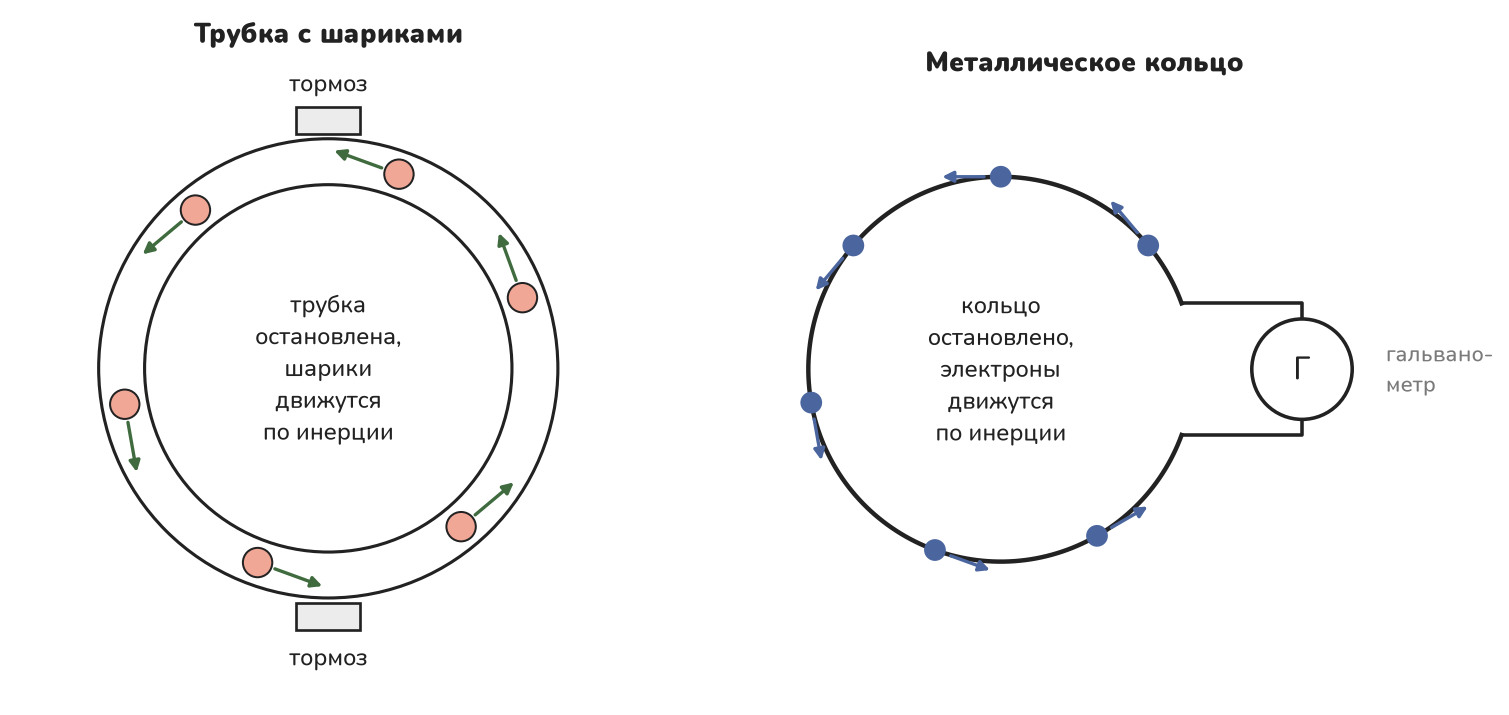 Трубка с шариками
тормоз
трубка
остановлена,
шарики
движутся
по инерции
тормоз
Металлическое кольцо
кольцо
остановлено,
электроны
движутся
по инерции
Г
гальвано-
метр